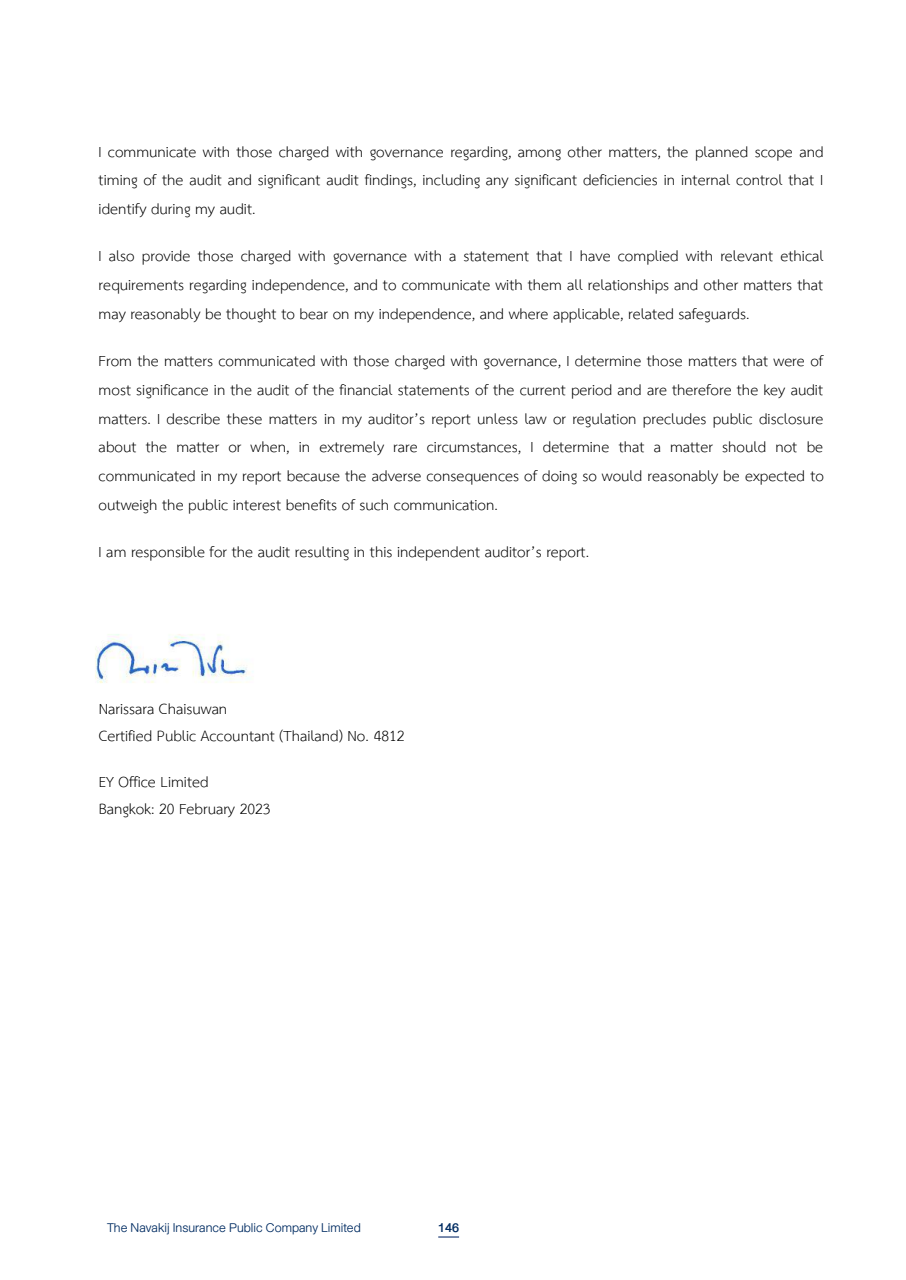 I communicate with those charged with governance regarding, among other matters, the planned scope and
timing of the audit and significant audit findings, including any significant deficiencies in internal control that I
identify during my audit.
I also provide those charged with governance with a statement that I have complied with relevant ethical
requirements regarding independence, and to communicate with them all relationships and other matters that
may reasonably be thought to bear on my independence, and where applicable, related safeguards.
From the matters communicated with those charged with governance, I determine those matters that were of
most significance in the audit of the financial statements of the current period and are therefore the key audit
matters. I describe these matters in my auditor’s report unless law or regulation precludes public disclosure
about the matter or when, in extremely rare circumstances, I determine that a matter should not be
communicated in my report because the adverse consequences of doing so would reasonably be expected to
outweigh the public interest benefits of such communication.
I am responsible for the audit resulting in this independent auditor’s report.
Narissara Chaisuwan
Certified Public Accountant (Thailand) No. 4812
EY Office Limited
Bangkok: 20 February 2023
The Navakij Insurance Public Company Limited 146